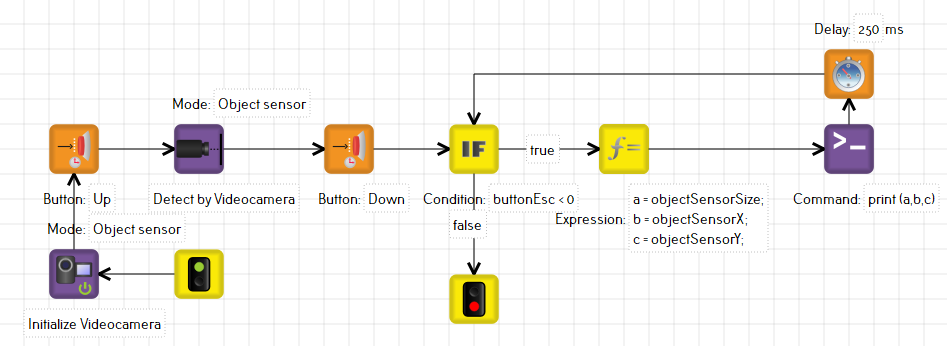 Delay: 250 ms
Mode: Object sensor
IF
true
f=
>_
Button: Up
Detect by Videocamera
Button: Down
Condition: buttonEsc < 0
Expression: a = objectSensorSize;
b = objectSensorX;
c = objectSensorY;
Command: print (a,b,c)
Mode: Object sensor
false
Initialize Videocamera